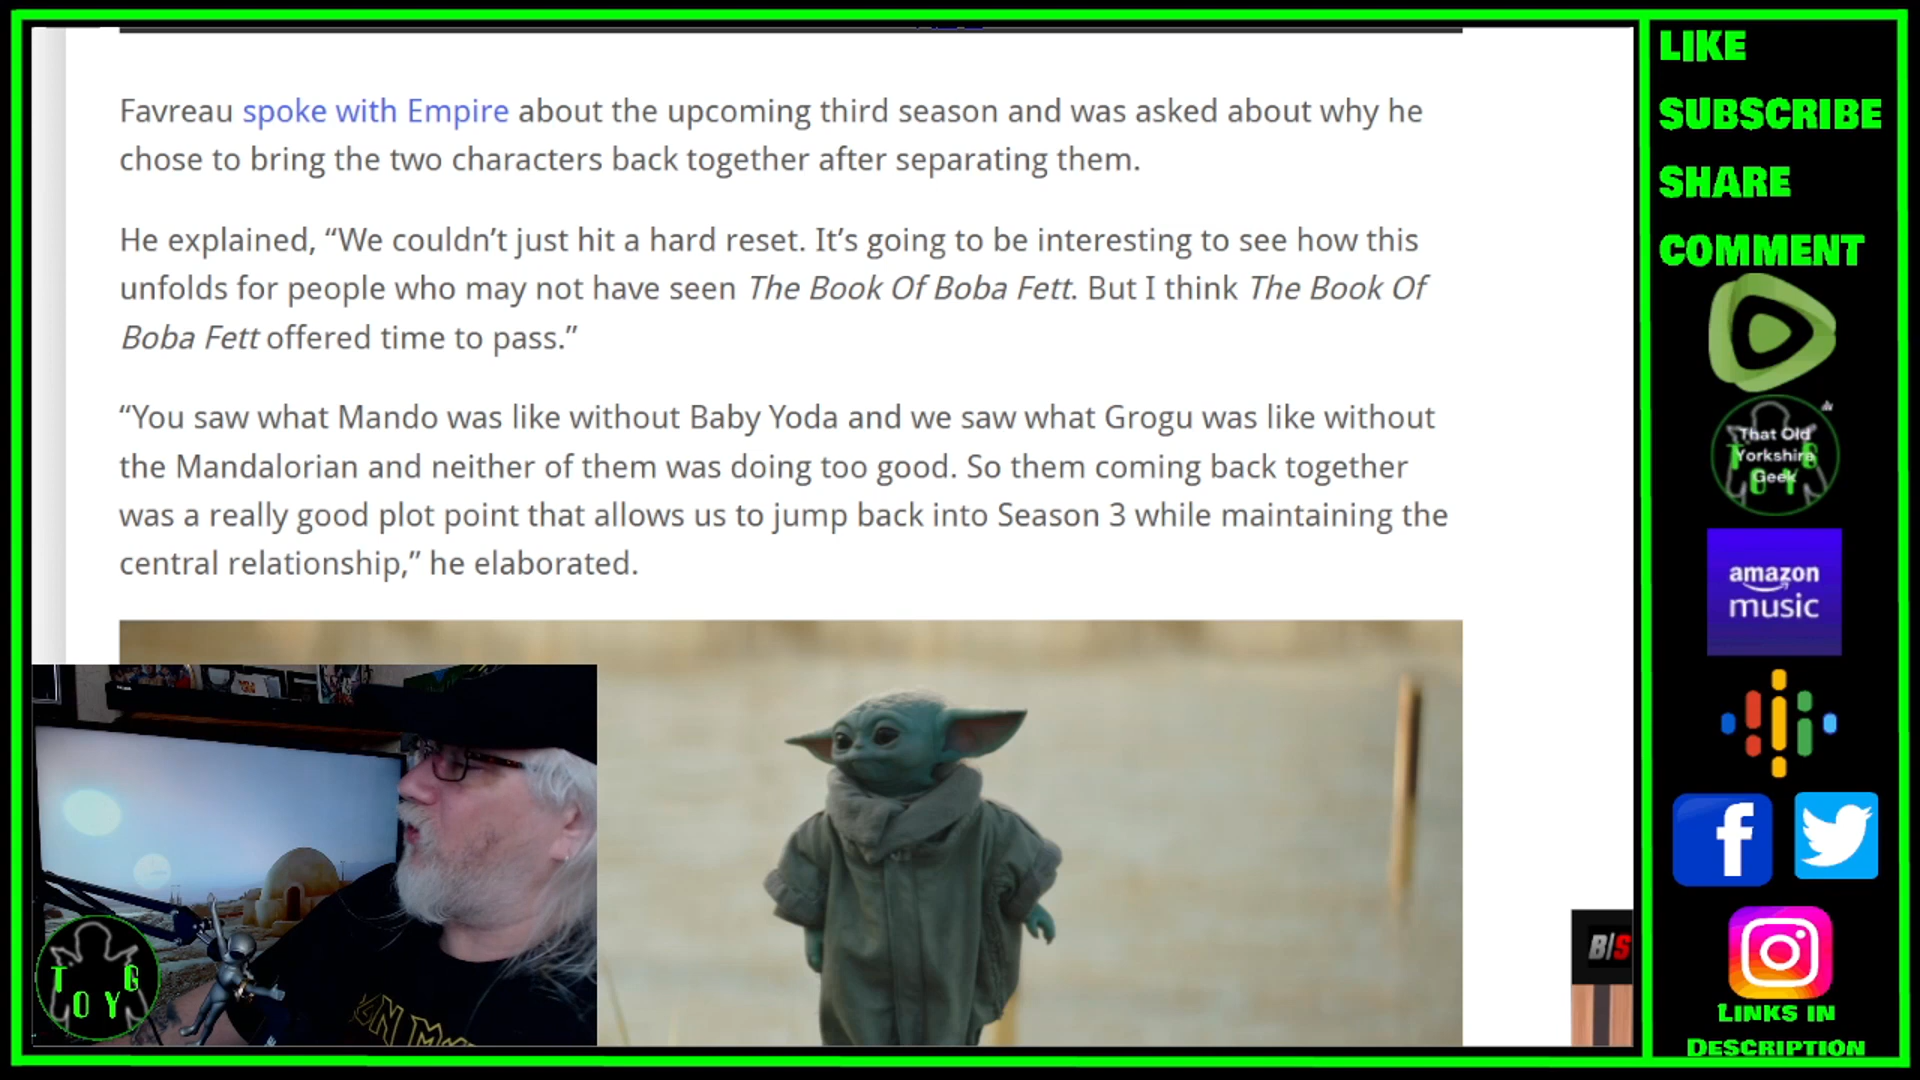 Favreau spoke with Empire about the upcoming third season and was asked about why he
chose to bring the two characters back together after separating them.
He explained, “We couldn’t just hit a hard reset. It’s going to be interesting to see how this
unfolds for people who may not have seen The Book Of Boba Fett. But I think The Book Of
Boba Fett offered time to pass.”
“You saw what Mando was like without Baby Yoda and we saw what Grogu was like without
the Mandalorian and neither of them was doing too good. So them coming back together
was a really good plot point that allows us to jump back into Season 3 while maintaining the
central relationship,” he elaborated.
T G
O Y
B|S
LIKE
SUBSCRIBE
SHARE
COMMENT
That Old
Yorkshire
Geek
amazon
music
LINKS IN
DESCRIPTION